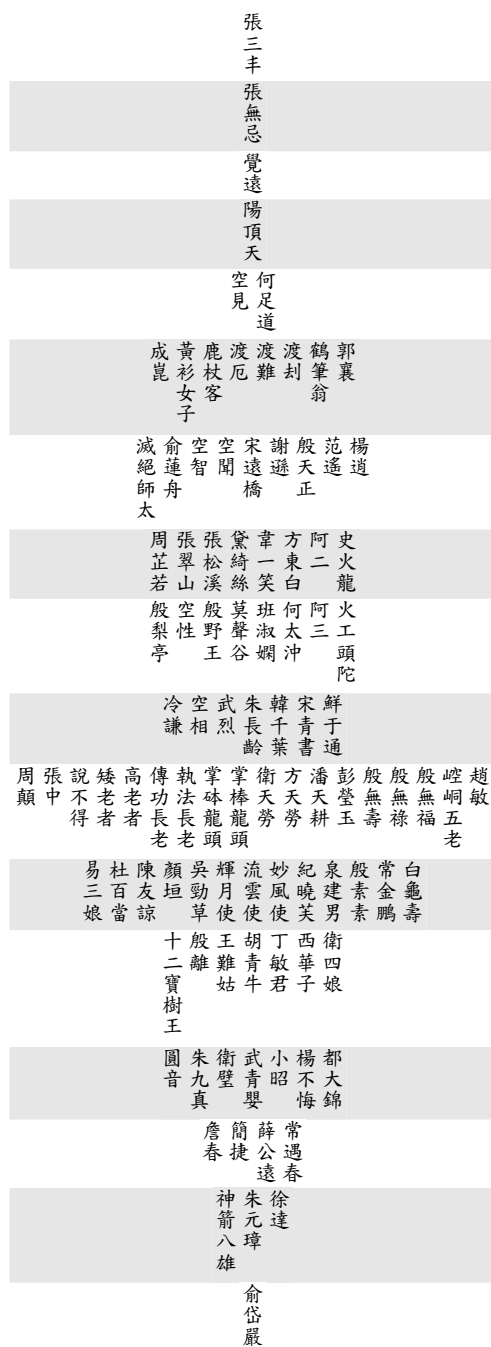 張三丰
張無忌
覺遠
陽頂天
何足道
空見
郭襄
鶴筆翁
渡刦
渡難
渡厄
鹿杖客
黃衫女子
成崑
楊逍
范遙
殷天正
謝遜
宋遠橋
空聞
空智
俞蓮舟
滅絕師太
史火龍
阿二
方東白
韋一笑
黛綺絲
張松溪
張翠山
周芷若
火工頭陀
阿三
何太沖
班淑嫻
莫聲谷
殷野王
空性
殷梨亭
鮮于通
宋青書
韓千葉
朱長齡
武烈
空相
冷謙
趙敏
崆峒五老
殷無福
殷無祿
殷無壽
彭瑩玉
潘天耕
方天勞
衛天勞
掌棒龍頭
掌砵龍頭
執法長老
傳功長老
高老者
矮老者
說不得
張中
周顛
白龜壽
常金鵬
殷素素
泉建男
紀曉芙
妙風使
流雲使
輝月使
吳勁草
顏垣
陳友諒
杜百當
易三娘
衛四娘
西華子
丁敏君
胡青牛
王難姑
殷離
十二寶樹王
都大錦
楊不悔
小昭
武青嬰
衛璧
朱九真
圓音
常遇春
薛公遠
簡捷
詹春
徐達
朱元璋
神箭八雄
俞岱嚴